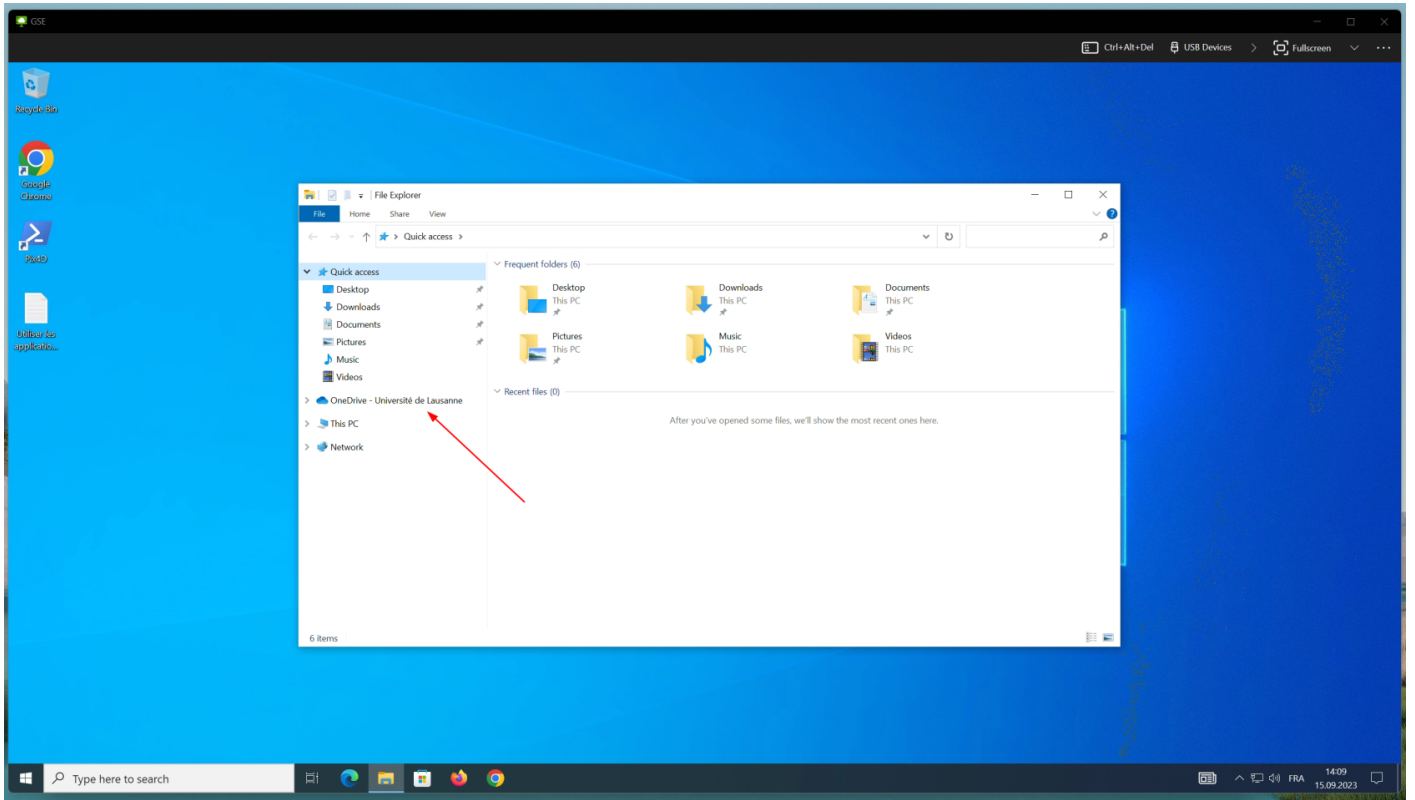 GSE
Ctrl+Alt+Del USB Devices Fullscreen
Recycle Bin
Google
Chrome
Pix4D
Utiliser les
applicatio...
File Explorer
File Home Share View
Quick access
Quick access
Desktop
Downloads
Documents
Pictures
Music
Videos
OneDrive - Université de Lausanne
This PC
Network
Frequent folders (6)
Desktop
This PC
Downloads
This PC
Documents
This PC
Pictures
This PC
Music
This PC
Videos
This PC
Recent files (0)
After you've opened some files, we'll show the most recent ones here.
6 items
Type here to search
FRA
14:09
15.09.2023